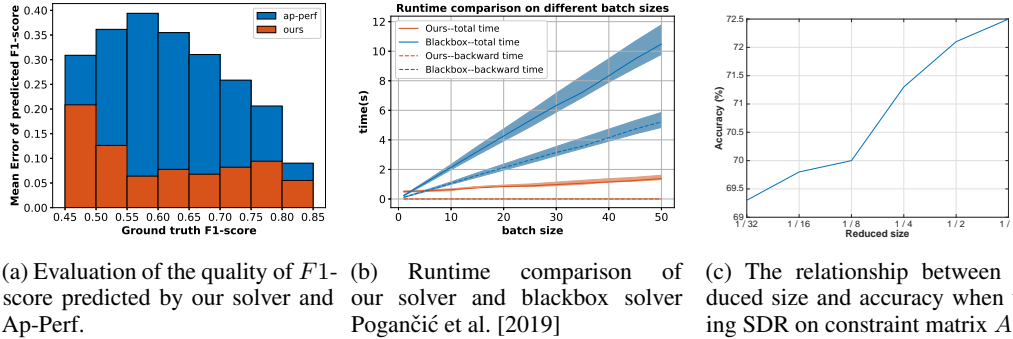 ap-perf
ours
0.40
0.35
0.30
0.25
0.20
0.15
0.10
0.05
0.00
Mean Error of predicted F1-score
0.45 0.50 0.55 0.60 0.65 0.70 0.75 0.80 0.85
Ground truth F1-score
Runtime comparison on different batch sizes
Ours--total time
Blackbox--total time
Ours--backward time
Blackbox--backward time
12
10
8
6
4
2
0
time(s)
0 10 20 30 40 50
batch size
72.5
72
71.5
71
70.5
70
69.5
69
Accuracy (%)
1 / 32 1 / 16 1 / 8 1 / 4 1 / 2 1 /
Reduced size
(a) Evaluation of the quality of F1-
score predicted by our solver and
Ap-Perf.
(b) Runtime comparison of
our solver and blackbox solver
Pogančić et al. [2019]
(c) The relationship between
duced size and accuracy when
ing SDR on constraint matrix A